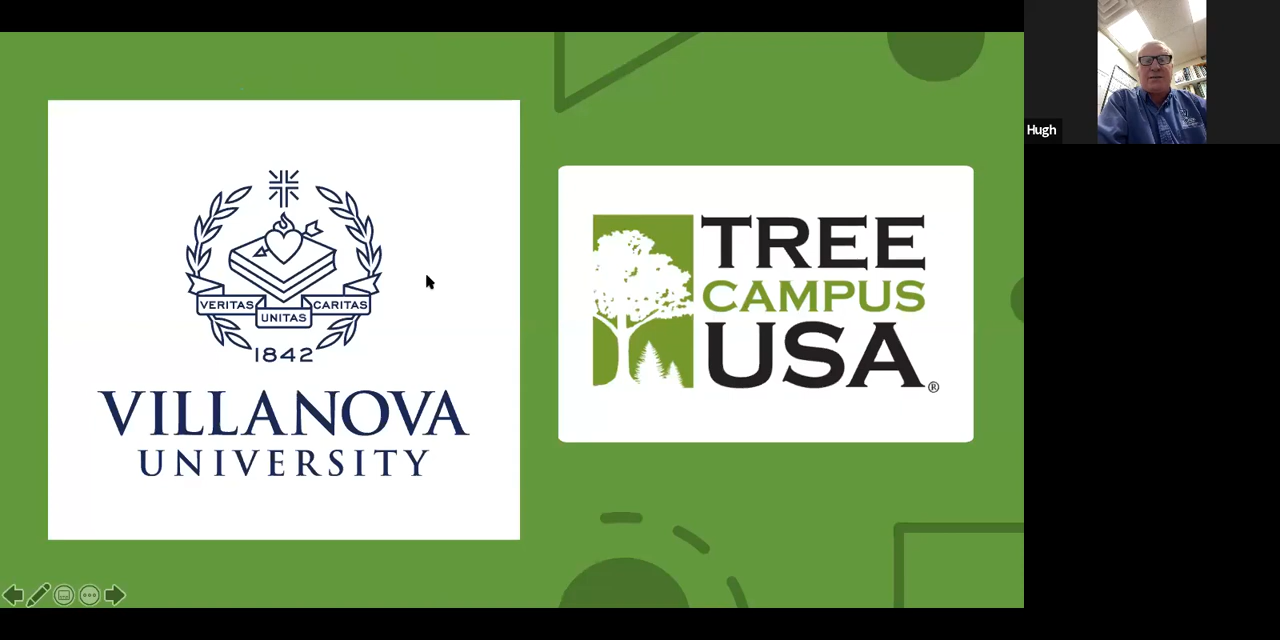 VERITAS
UNITAS
CARITAS
1842
VILLANOVA
UNIVERSITY
TREE
CAMPUS
USA®
Hugh